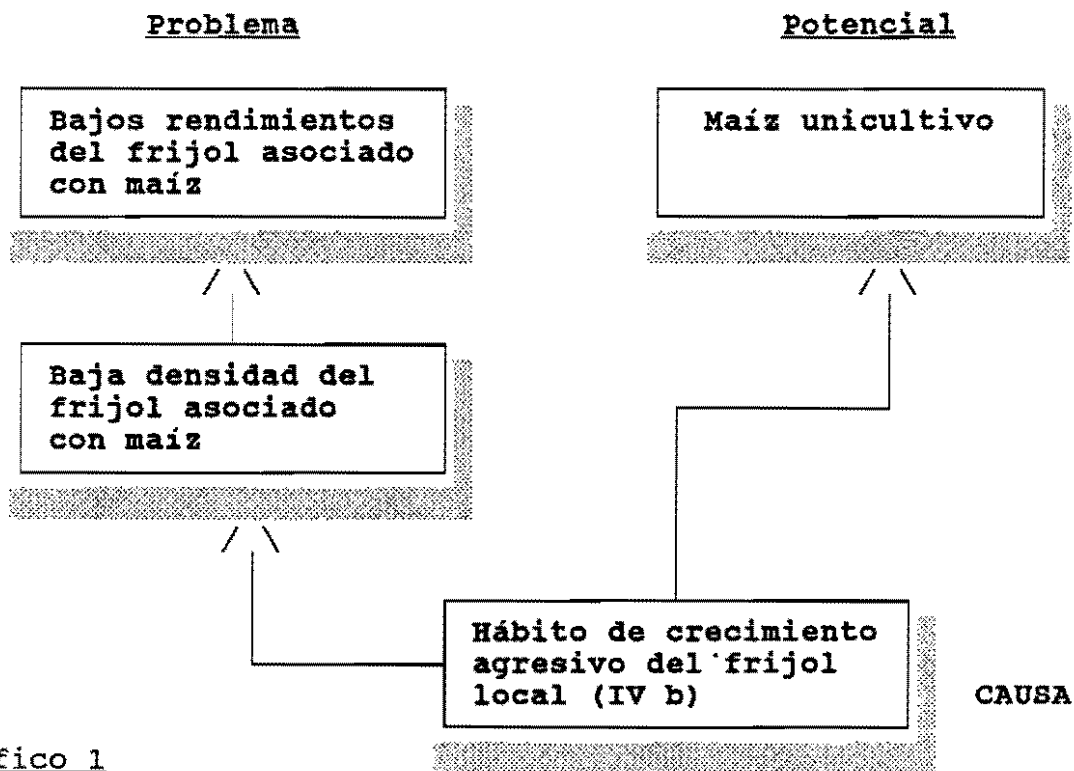 Problema
Potencial
Bajos rendimientos
del frijol asociado
con maíz
Maíz unicultivo
Baja densidad del
frijol asociado
con maíz
Hábito de crecimiento
agresivo del frijol
local (IV b)
CAUSA
fico 1